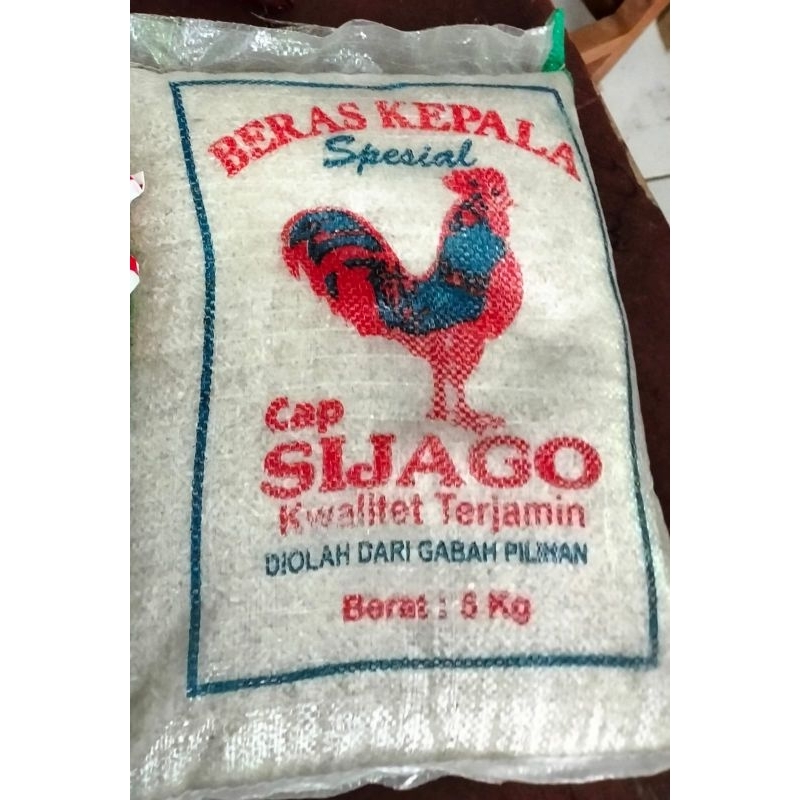 BERAS KEPALA
Spesial
Cap
SIJAGO
Kwalitet Terjamin
DIOLAH DARI GABAH PILIHAN
Berat : 5 Kg